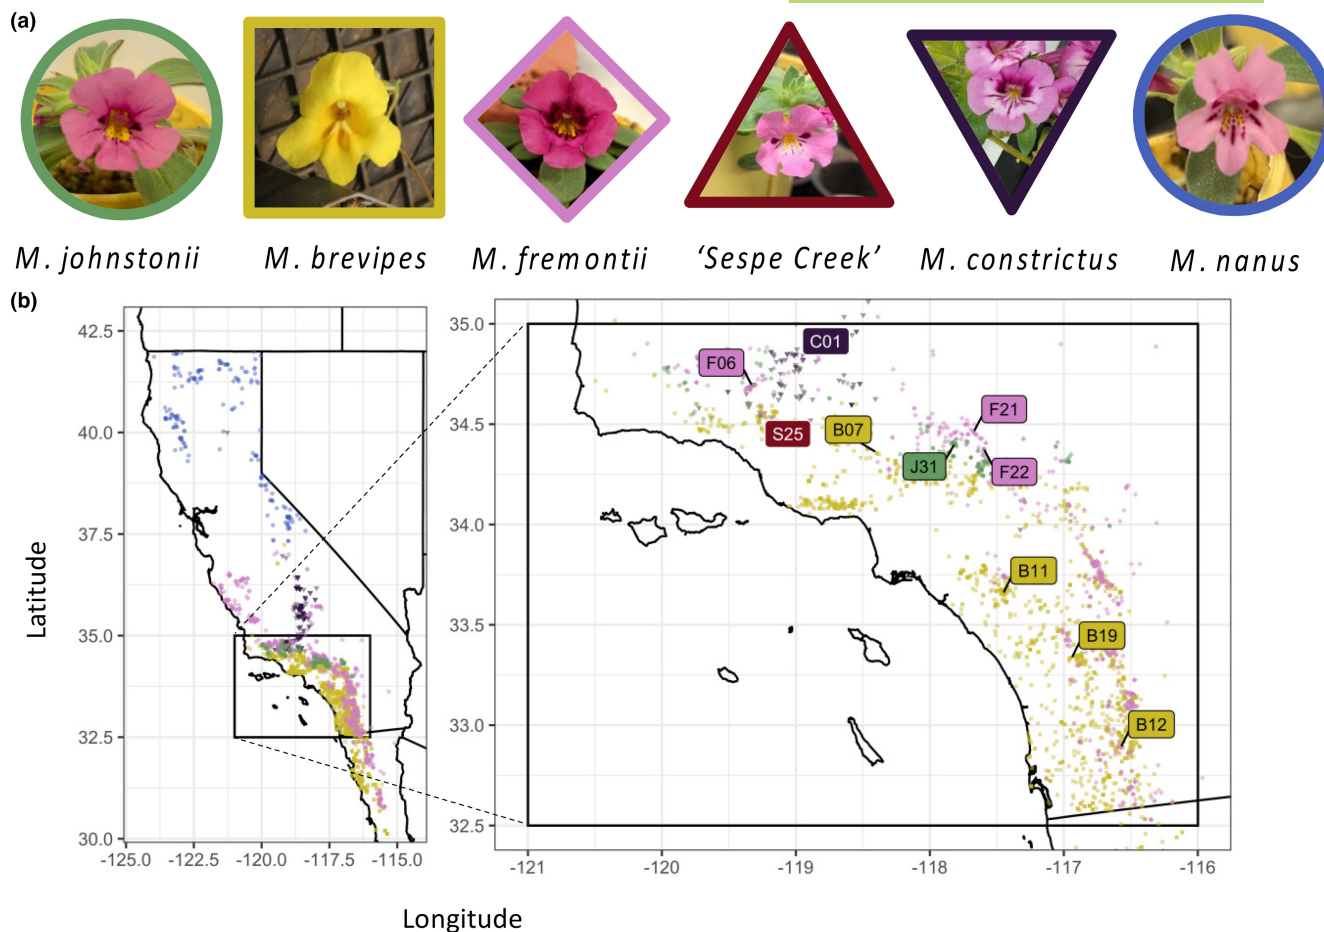 (a)
M. johnstonii
M. brevipes
M. fremontii
‘Sespe Creek’
M. constrictus
M. nanus
(b)
Latitude
42.5
40.0
37.5
35.0
32.5
30.0
-125.0
-122.5
-120.0
-117.5
-115.0
35.0
34.5
34.0
33.5
33.0
32.5
C01
F06
F21
S25
B07
J31
F22
B11
B19
B12
-121
-120
-119
-118
-117
-116
Longitude